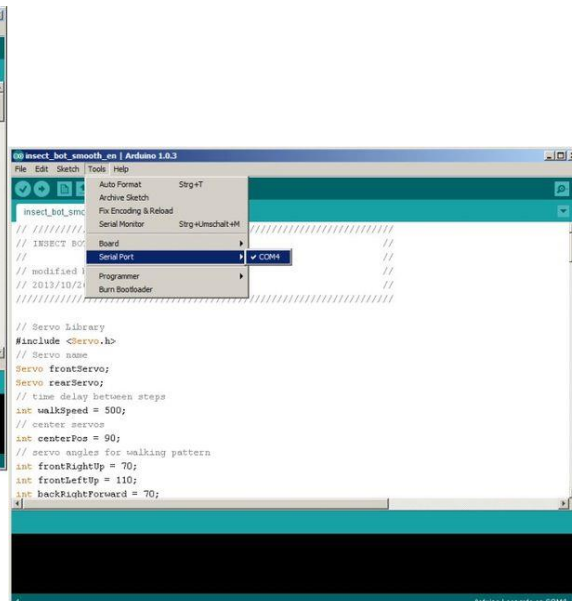 insect_bot_smooth_en | Arduino 1.0.3
File Edit Sketch Tools Help
Auto Format Strg+T
Archive Sketch
Fix Encoding & Reload
Serial Monitor Strg+Umschalt+M
Board
Serial Port
COM4
Programmer
Burn Bootloader
insect_bot_smo
// INSECT BO //
// //
// modified //
// 2013/10/2 //
////////////////////////////////////////////////////////////
// Servo Library
#include <Servo.h>
// Servo name
Servo frontServo;
Servo rearServo;
// time delay between steps
int walkSpeed = 500;
// center servos
int centerPos = 90;
// servo angles for walking pattern
int frontRightUp = 70;
int frontLeftUp = 110;
int backRightForward = 70;